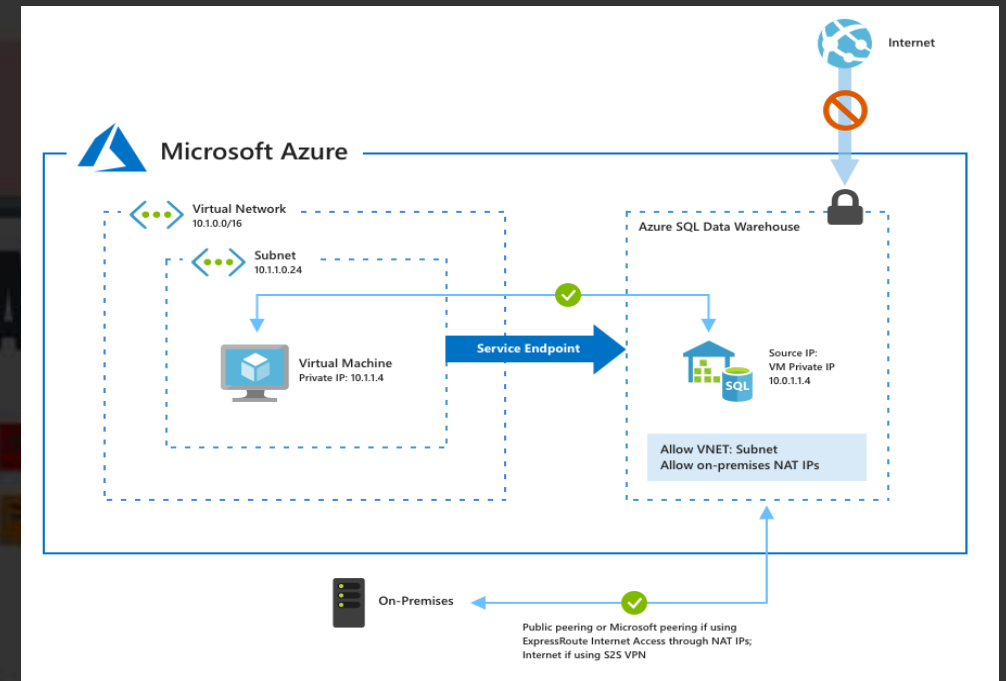 Internet
Microsoft Azure
Virtual Network
10.1.0.0/16
Subnet
10.1.1.0.24
Virtual Machine
Private IP: 10.1.1.4
Service Endpoint
Azure SQL Data Warehouse
SQL
Source IP:
VM Private IP
10.0.1.1.4
Allow VNET: Subnet
Allow on-premises NAT IPs
On-Premises
Public peering or Microsoft peering if using
ExpressRoute Internet Access through NAT IPs;
Internet if using S2S VPN